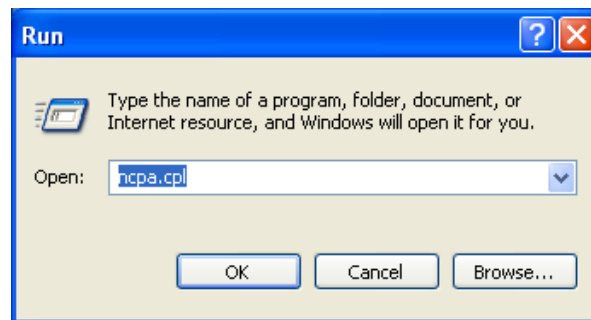 Run
Type the name of a program, folder, document, or
Internet resource, and Windows will open it for you.
Open: ncpa.cpl
OK Cancel Browse...